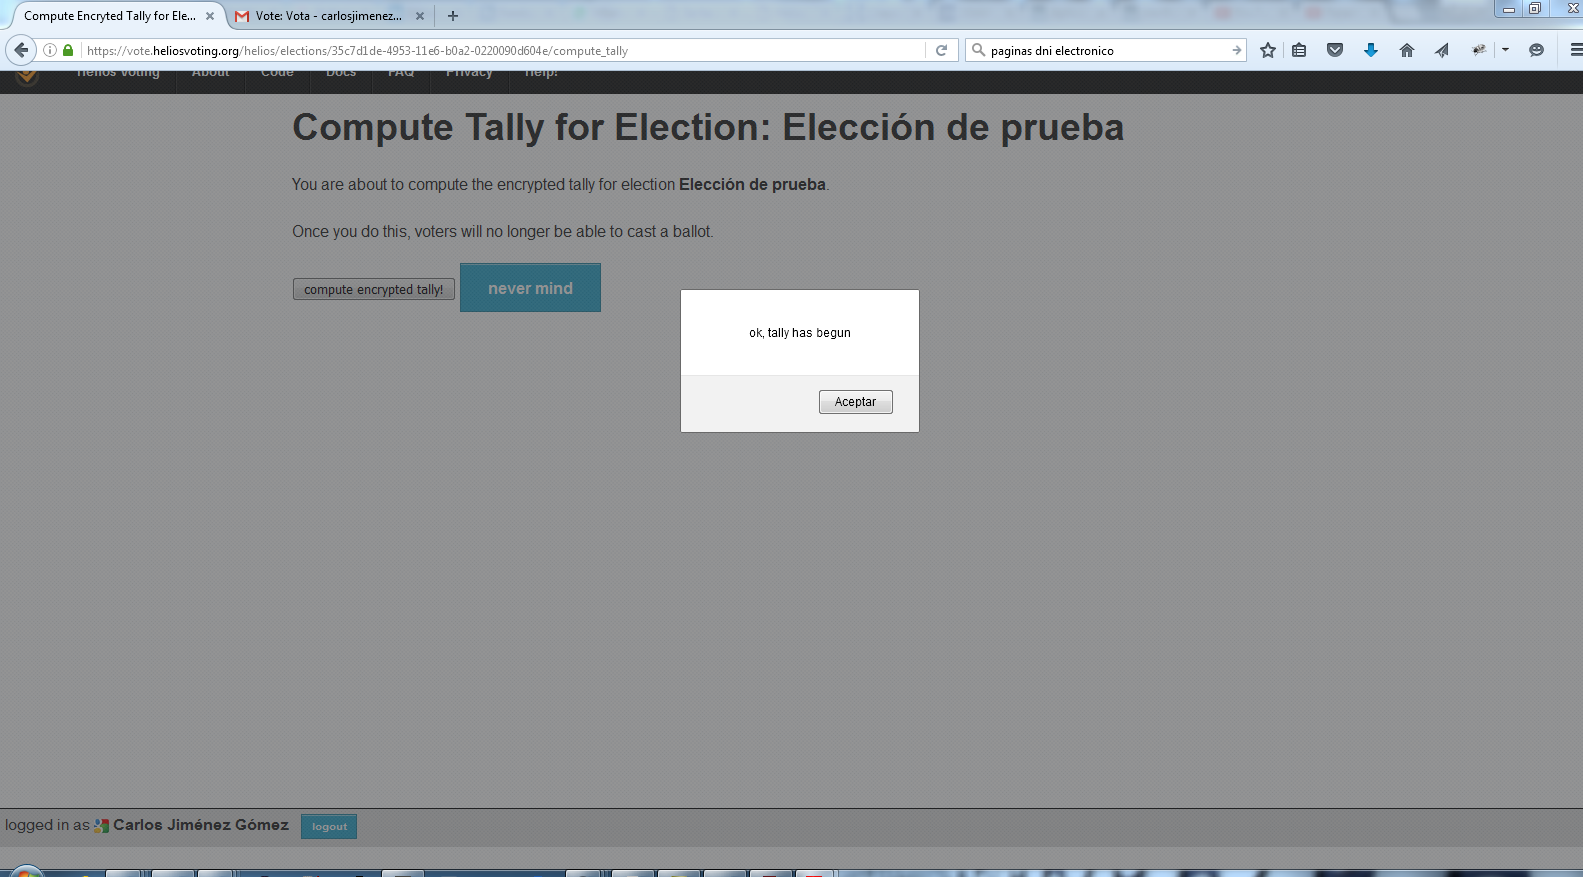 Compute Encryted Tally for Ele...
Vote: Vota - carlosjimenez...
https://vote.heliosvoting.org/helios/elections/35c7d1de-4953-11e6-b0a2-0220090d604e/compute_tally
paginas dni electronico
Helios Voting About Code Docs FAQ Privacy Help!
Compute Tally for Election: Elección de prueba
You are about to compute the encrypted tally for election Elección de prueba.
Once you do this, voters will no longer be able to cast a ballot.
compute encrypted tally! never mind
ok, tally has begun
Aceptar
logged in as Carlos Jiménez Gómez logout